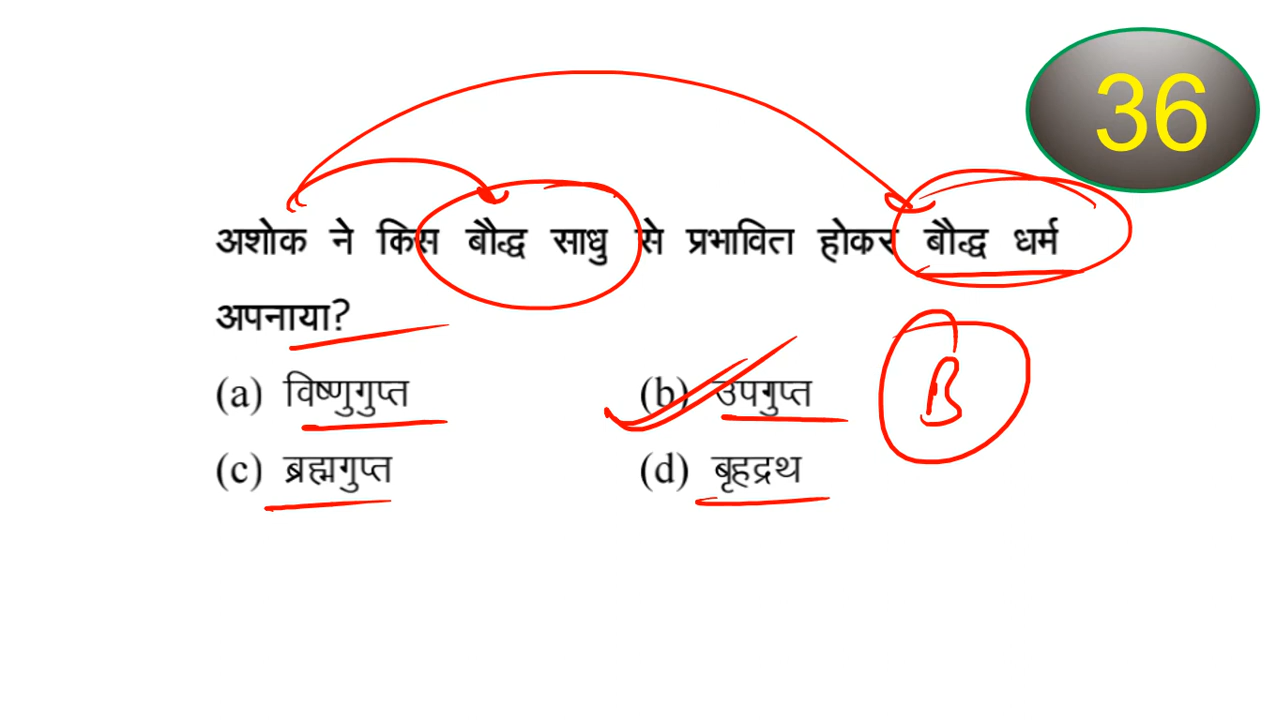 36
अशोक ने किस बौद्ध साधु से प्रभावित होकर बौद्ध धर्म
अपनाया?
(a) विष्णुगुप्त (b) उपगुप्त
B
(c) ब्रह्मगुप्त (d) बृहद्रथ